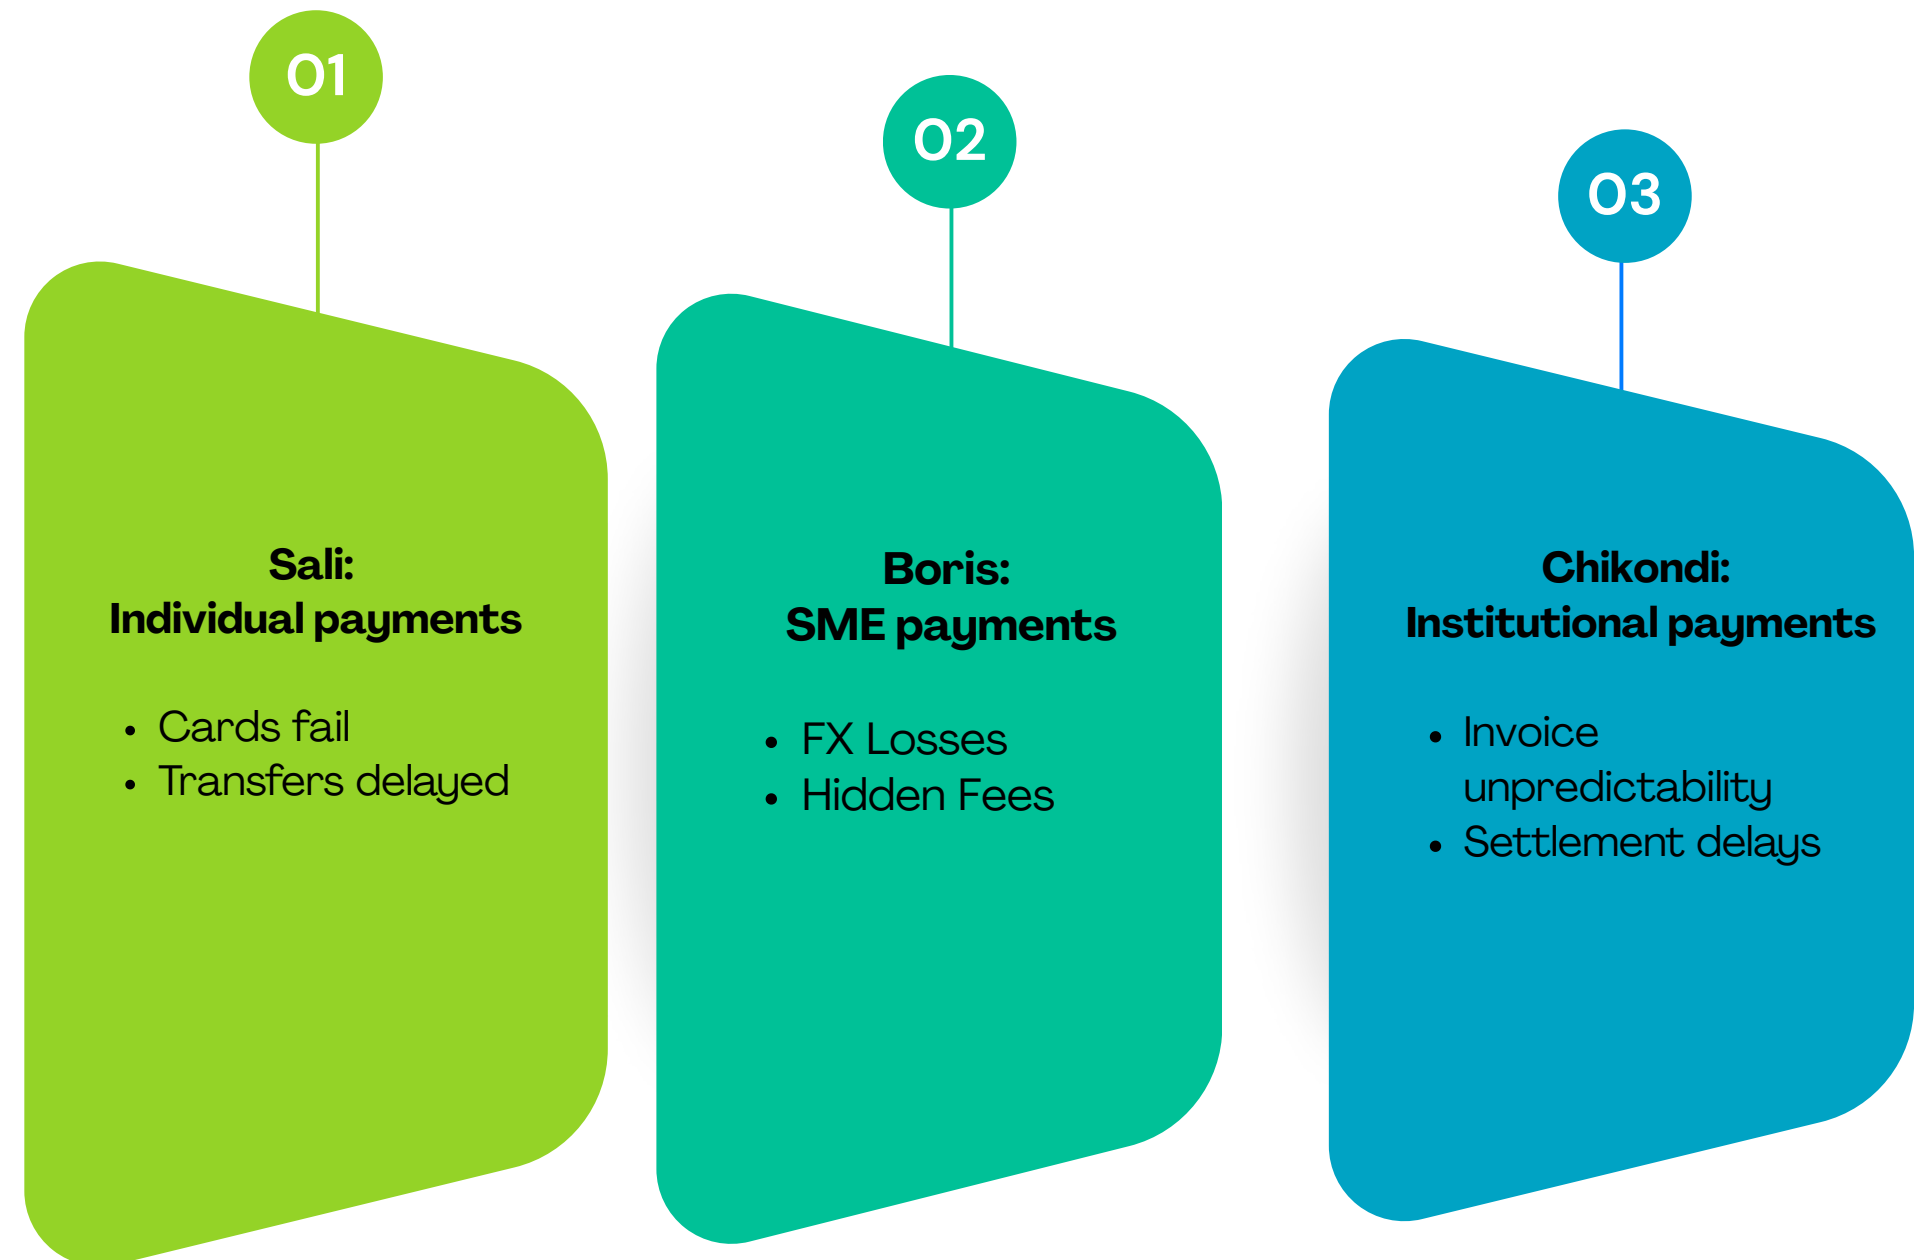 01
Sali:
Individual payments
• Cards fail
• Transfers delayed
02
Boris:
SME payments
• FX Losses
• Hidden Fees
03
Chikondi:
Institutional payments
• Invoice
unpredictability
• Settlement delays